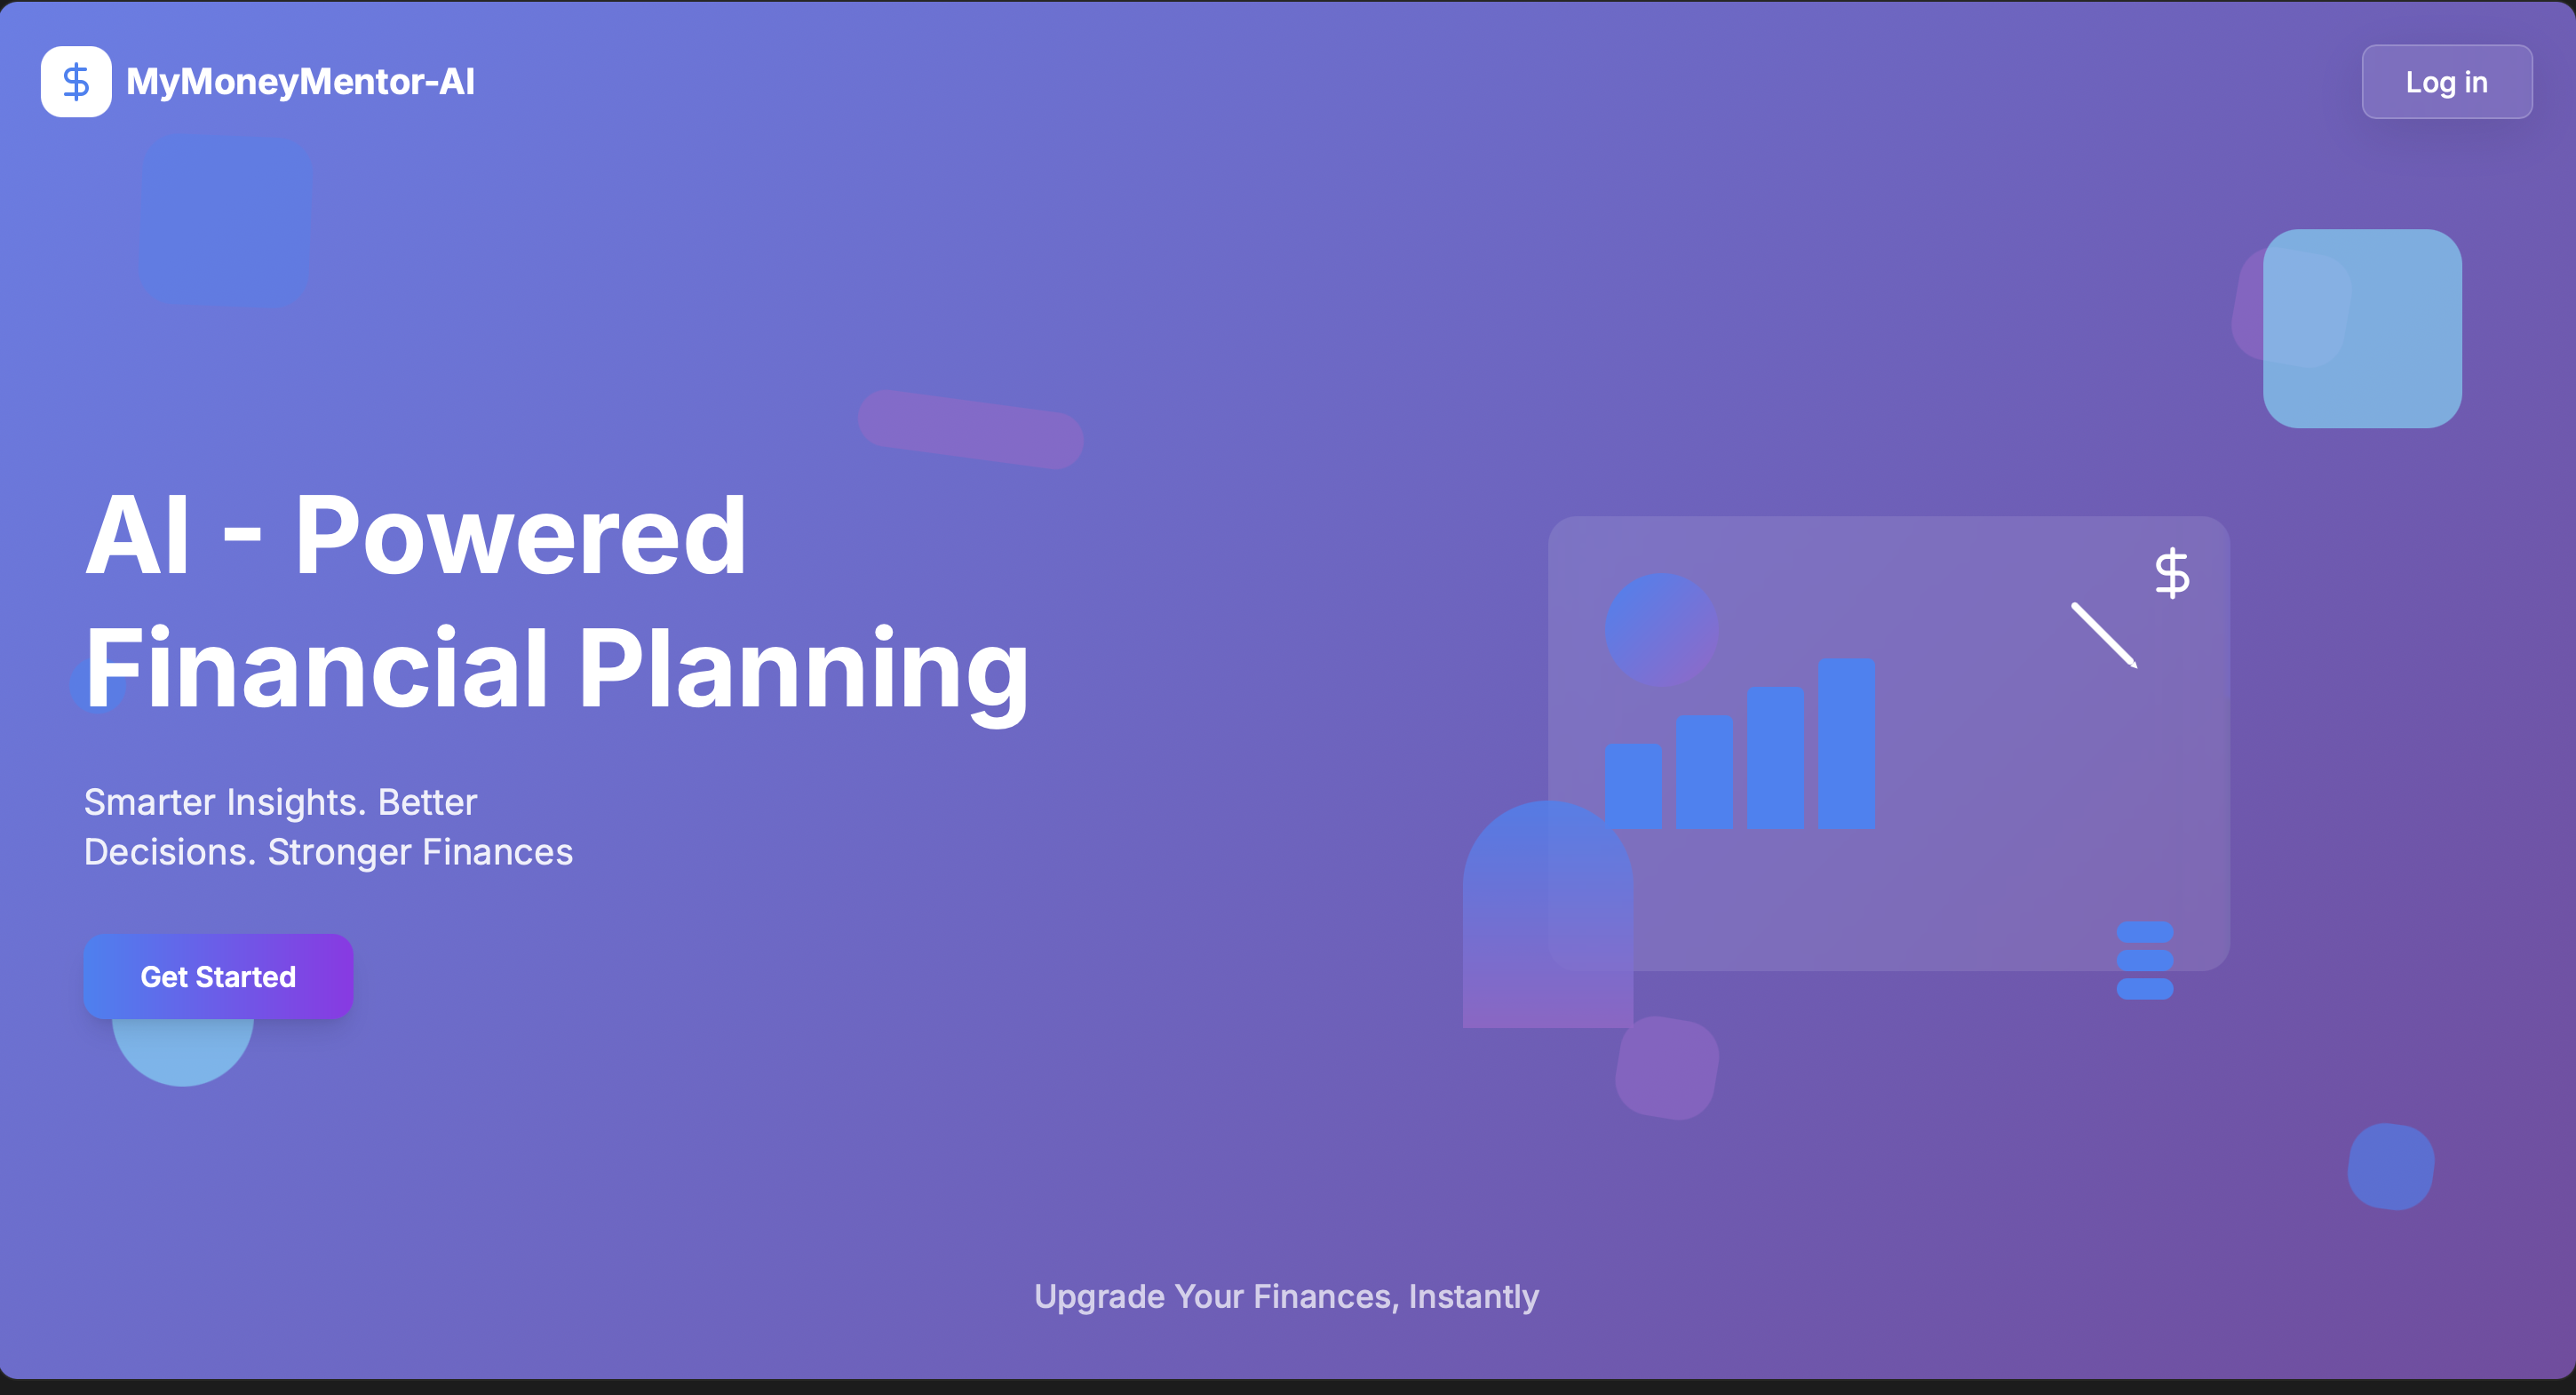 $ MyMoneyMentor-AI
Log in
AI - Powered
Financial Planning
$
Smarter Insights. Better
Decisions. Stronger Finances
Get Started
Upgrade Your Finances, Instantly